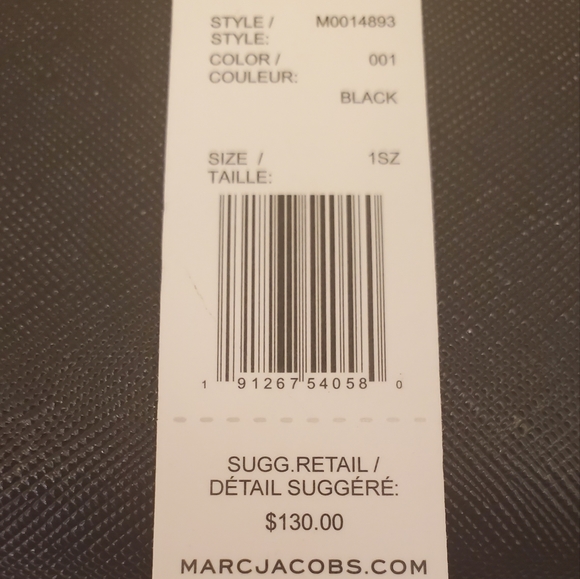 STYLE / M0014893
STYLE:
COLOR / 001
COULEUR:
BLACK
SIZE / 1SZ
TAILLE:
1 91267 54058 0
SUGG.RETAIL /
DÉTAIL SUGGÉRÉ:
$130.00
MARCJACOBS.COM